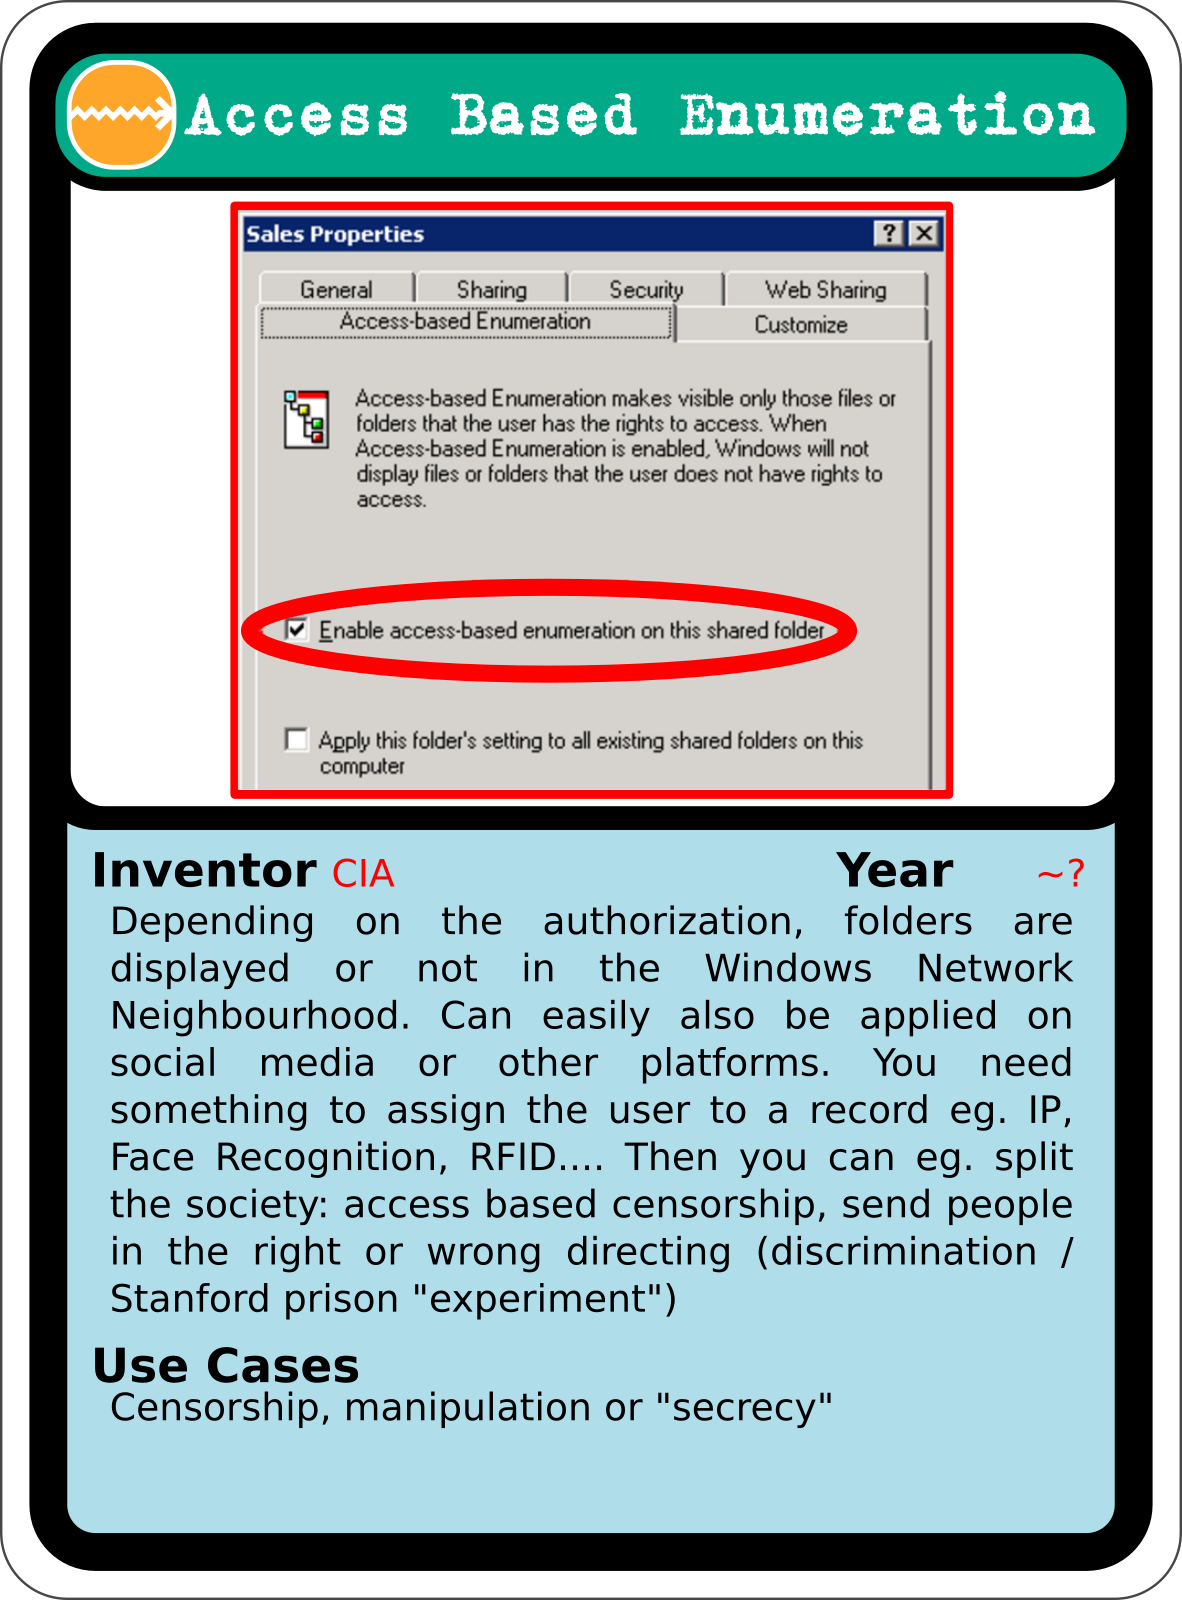 Access Based Enumeration
Sales Properties
General Sharing Security Web Sharing
Access-based Enumeration Customize
Access-based Enumeration makes visible only those files or
folders that the user has the rights to access. When
Access-based Enumeration is enabled, Windows will not
display files or folders that the user does not have rights to
access.
Enable access-based enumeration on this shared folder
Apply this folder's setting to all existing shared folders on this
computer
Inventor CIA Year ~?
Depending on the authorization, folders are
displayed or not in the Windows Network
Neighbourhood. Can easily also be applied on
social media or other platforms. You need
something to assign the user to a record eg. IP,
Face Recognition, RFID.... Then you can eg. split
the society: access based censorship, send people
in the right or wrong directing (discrimination /
Stanford prison "experiment")
Use Cases
Censorship, manipulation or "secrecy"